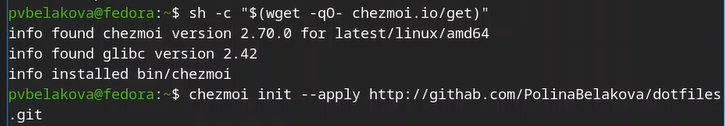 pvbelakova@fedora:~$ sh -c "$(wget -qO- chezmoi.io/get)"
info found chezmoi version 2.70.0 for latest/linux/amd64
info found glibc version 2.42
info installed bin/chezmoi
pvbelakova@fedora:~$ chezmoi init --apply http://githab.com/PolinaBelakova/dotfiles
.git